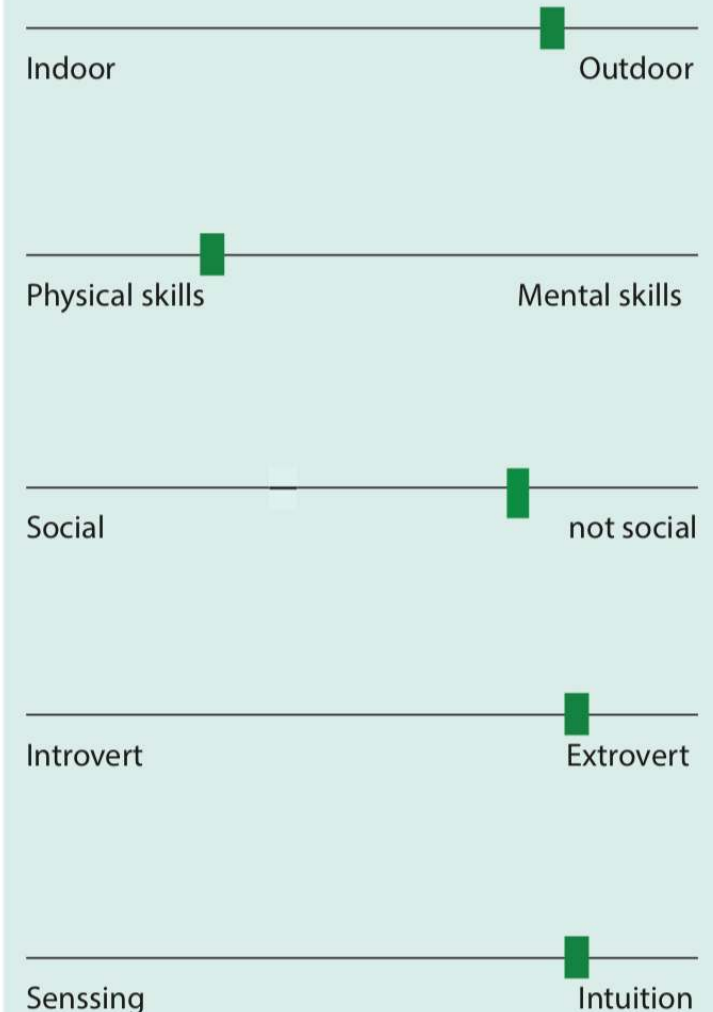 Indoor Outdoor
Physical skills Mental skills
Social not social
Introvert Extrovert
Senssing Intuition